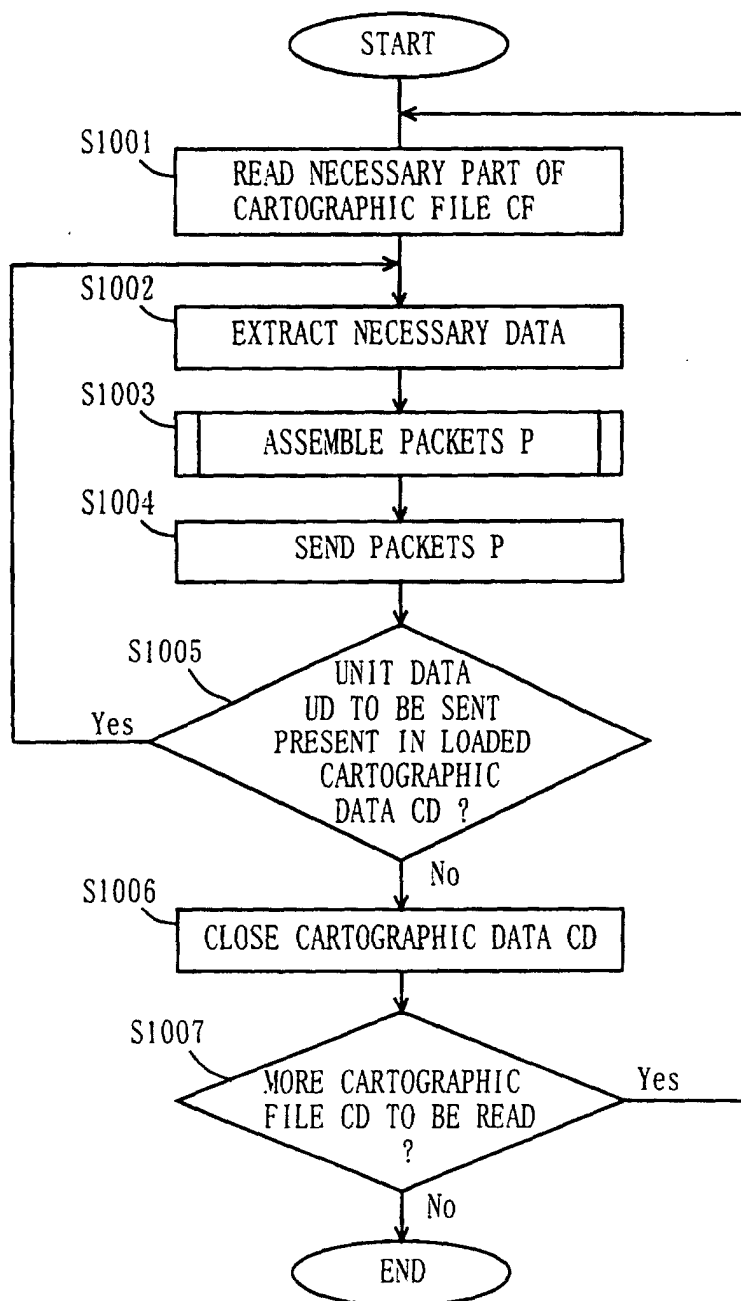 START
S1001
READ NECESSARY PART OF
CARTOGRAPHIC FILE CF
S1002
EXTRACT NECESSARY DATA
S1003
ASSEMBLE PACKETS P
S1004
SEND PACKETS P
S1005
UNIT DATA
UD TO BE SENT
PRESENT IN LOADED
CARTOGRAPHIC
DATA CD ?
Yes
No
S1006
CLOSE CARTOGRAPHIC DATA CD
S1007
MORE CARTOGRAPHIC
FILE CD TO BE READ
?
Yes
No
END